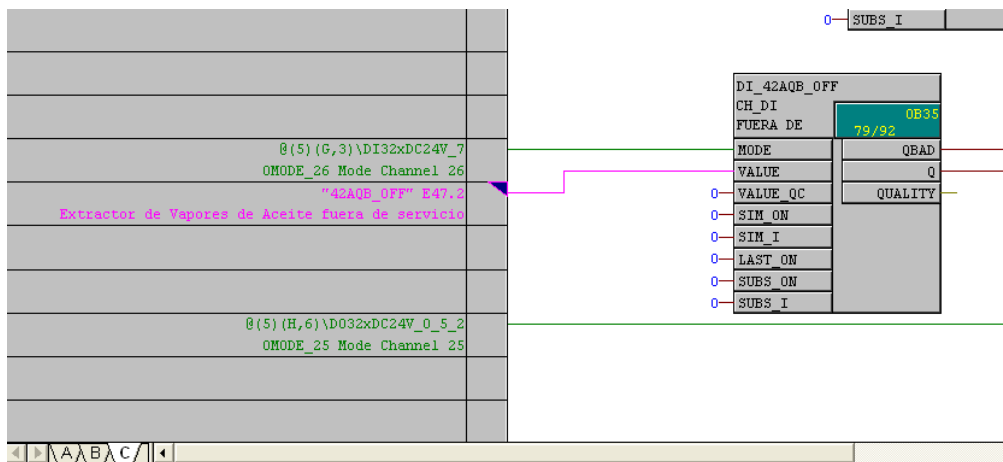 0 SUBS_I
DI_42AQB_OFF
CH_DI
FUERA DE
OB35
79/92
@(5)(G,3)\DI32xDC24V_7
OMODE_26 Mode Channel 26
"42AQB_OFF" E47.2
Extractor de Vapores de Aceite fuera de servicio
MODE QBAD
VALUE Q
0 VALUE_QC QUALITY
0 SIM_ON
0 SIM_I
0 LAST_ON
0 SUBS_ON
0 SUBS_I
@(5)(H,6)\DO32xDC24V_0_5_2
OMODE_25 Mode Channel 25
A B C